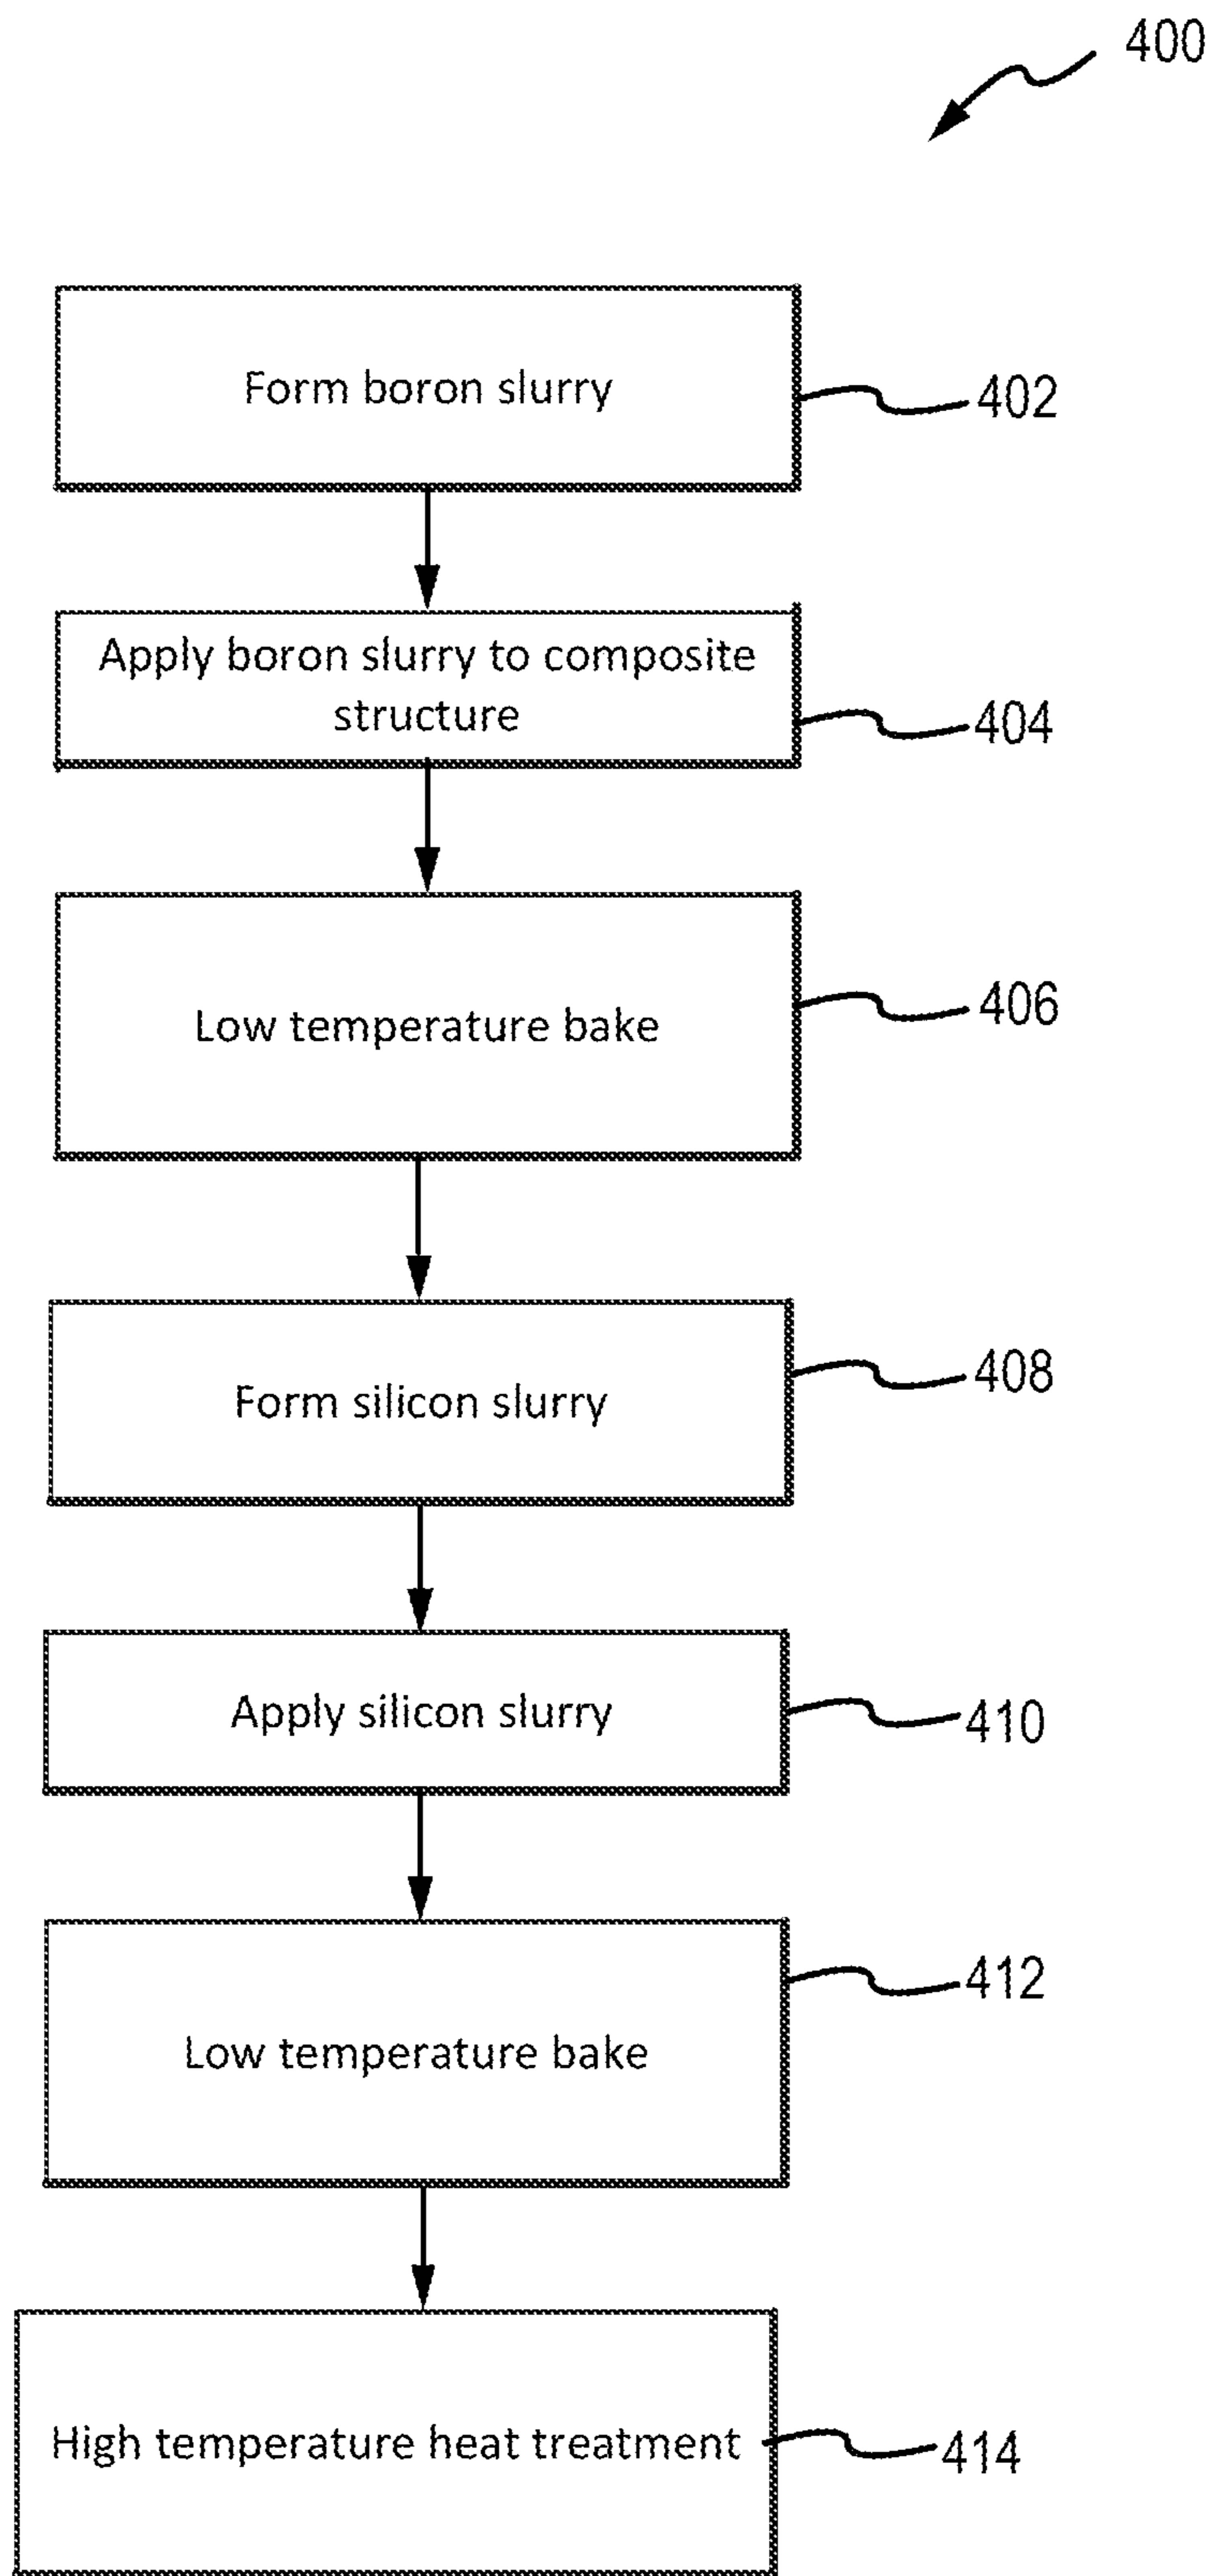 400
Form boron slurry
402
Apply boron slurry to composite
structure
404
Low temperature bake
406
Form silicon slurry
408
Apply silicon slurry
410
Low temperature bake
412
High temperature heat treatment
414